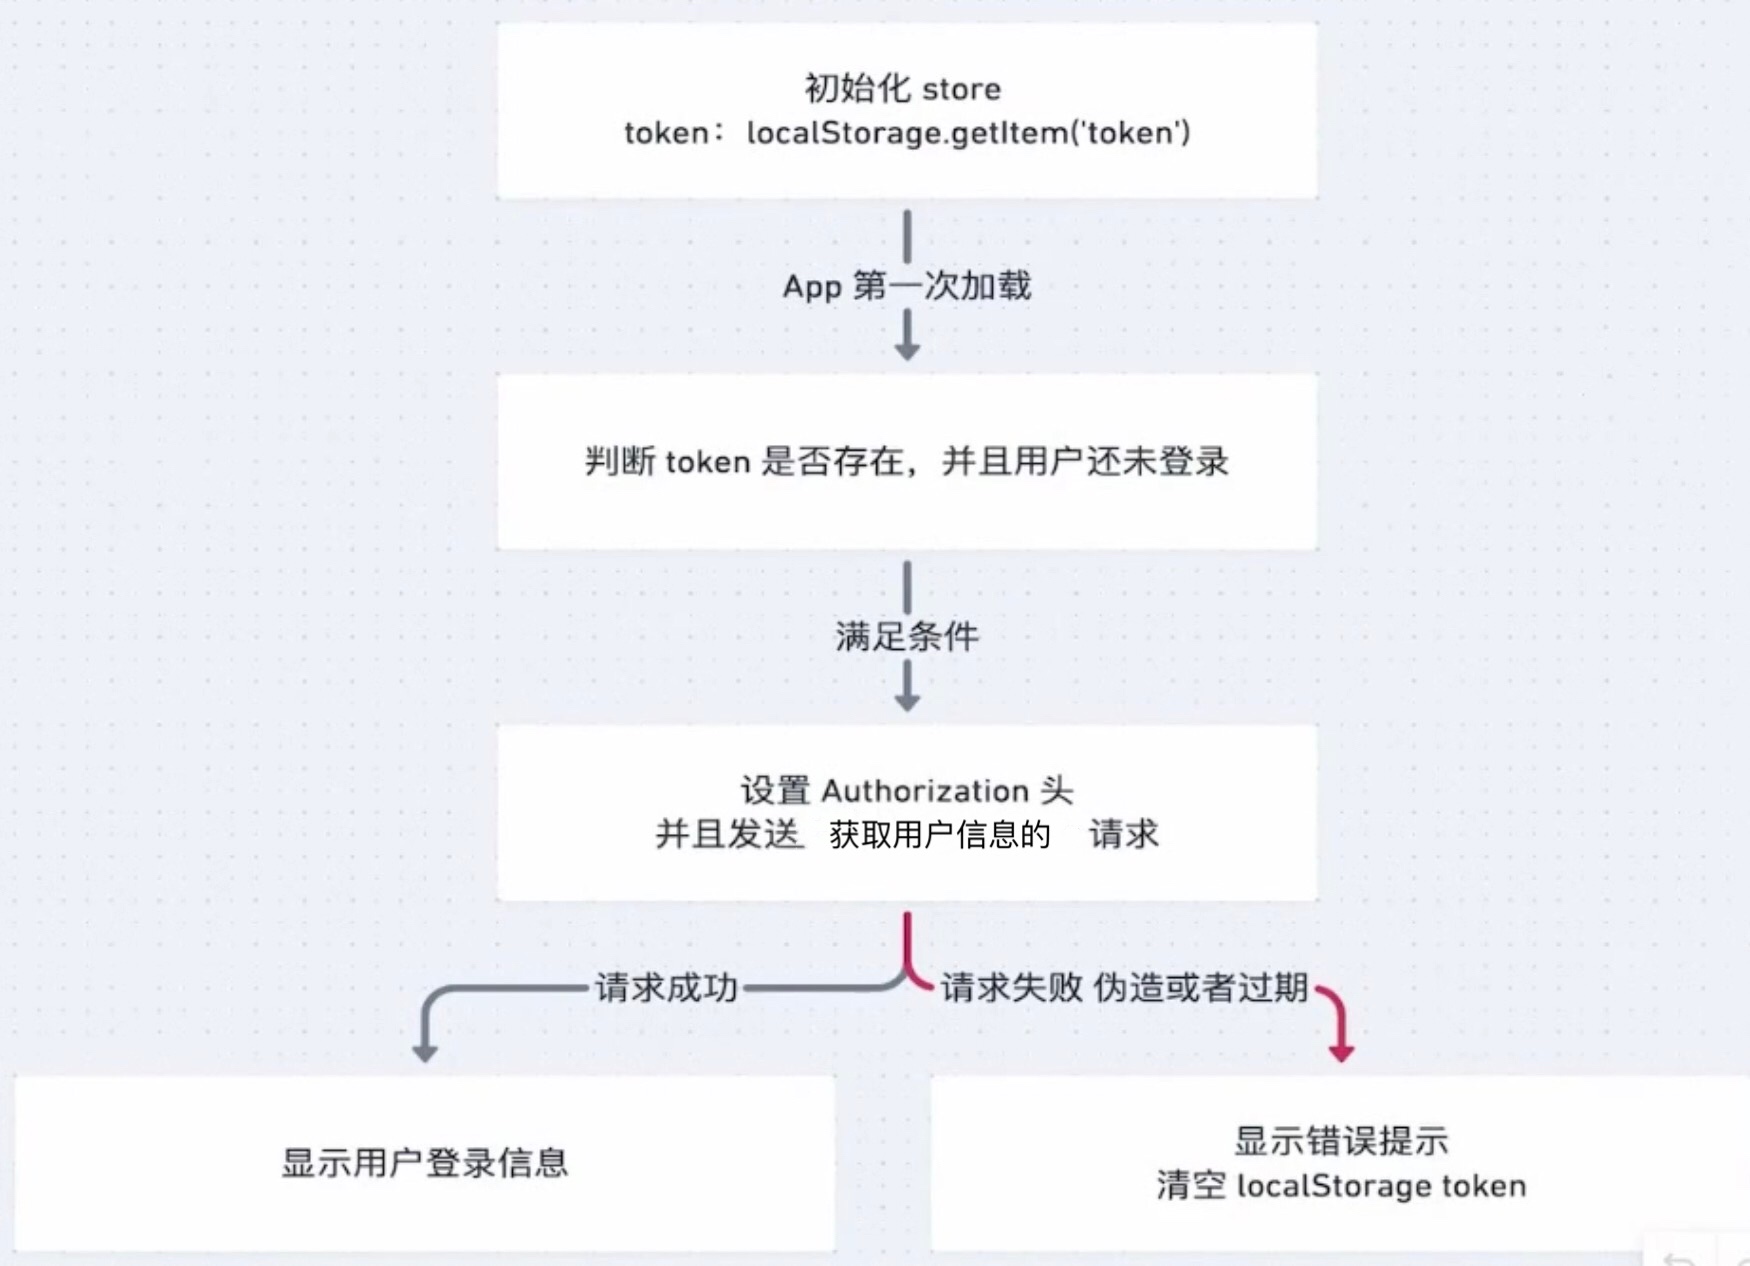 初始化 store
token：localStorage.getItem('token')
App 第一次加载
判断 token 是否存在，并且用户还未登录
满足条件
设置 Authorization 头
并且发送 获取用户信息的 请求
请求成功
请求失败 伪造或者过期
显示用户登录信息
显示错误提示
清空 localStorage token